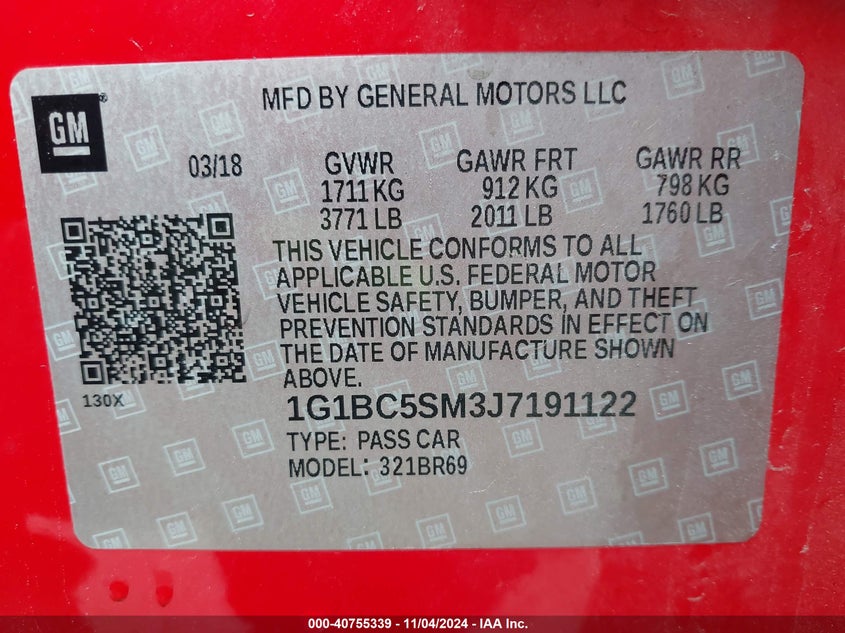 GM
MFD BY GENERAL MOTORS LLC
03/18 GVWR GAWR FRT GAWR RR
1711 KG 912 KG 798 KG
3771 LB 2011 LB 1760 LB
THIS VEHICLE CONFORMS TO ALL
APPLICABLE U.S. FEDERAL MOTOR
VEHICLE SAFETY, BUMPER, AND THEFT
PREVENTION STANDARDS IN EFFECT ON
THE DATE OF MANUFACTURE SHOWN
ABOVE.
130X
1G1BC5SM3J7191122
TYPE: PASS CAR
MODEL: 321BR69
000-40755339 - 11/04/2024 - IAA Inc.